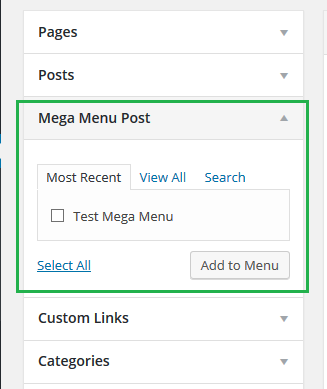 Pages
Posts
Mega Menu Post
Most Recent View All Search
Test Mega Menu
Select All Add to Menu
Custom Links
Categories